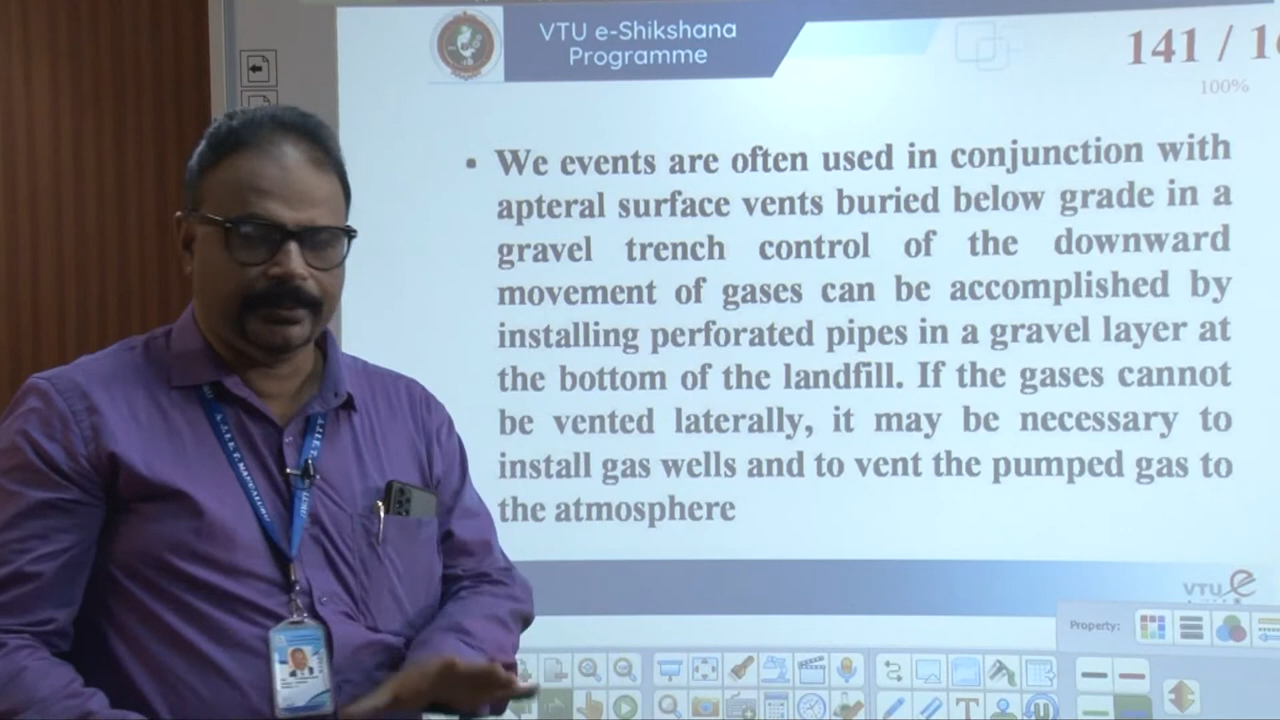 VTU e-Shikshana
Programme
141 / 16
100%
• We events are often used in conjunction with
apteral surface vents buried below grade in a
gravel trench control of the downward
movement of gases can be accomplished by
installing perforated pipes in a gravel layer at
the bottom of the landfill. If the gases cannot
be vented laterally, it may be necessary to
install gas wells and to vent the pumped gas to
the atmosphere
VTU
Property: